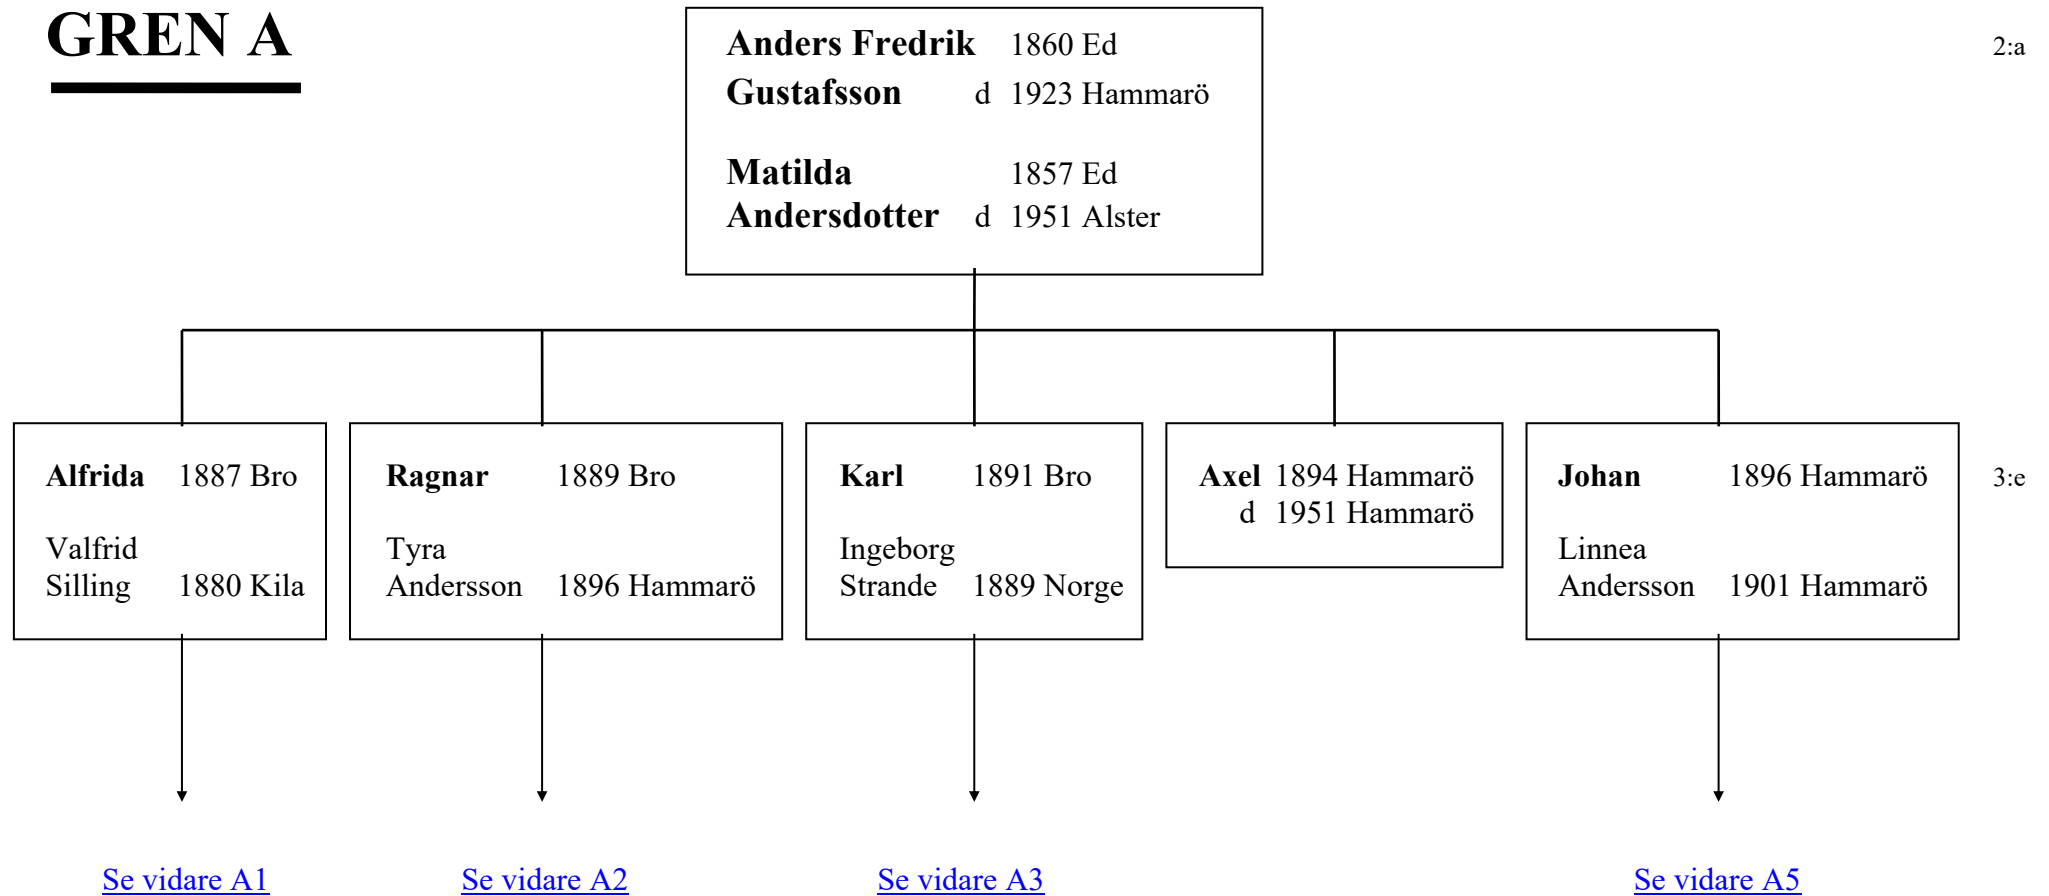 GREN A
Anders Fredrik 1860 Ed
Gustafsson d 1923 Hammarö
Matilda 1857 Ed
Andersdotter d 1951 Alster
2:a
Alfrida 1887 Bro
Valfrid
Silling 1880 Kila
Ragnar 1889 Bro
Tyra
Andersson 1896 Hammarö
Karl 1891 Bro
Ingeborg
Strande 1889 Norge
Axel 1894 Hammarö
d 1951 Hammarö
Johan 1896 Hammarö
Linnea
Andersson 1901 Hammarö
3:e
Se vidare A1
Se vidare A2
Se vidare A3
Se vidare A5